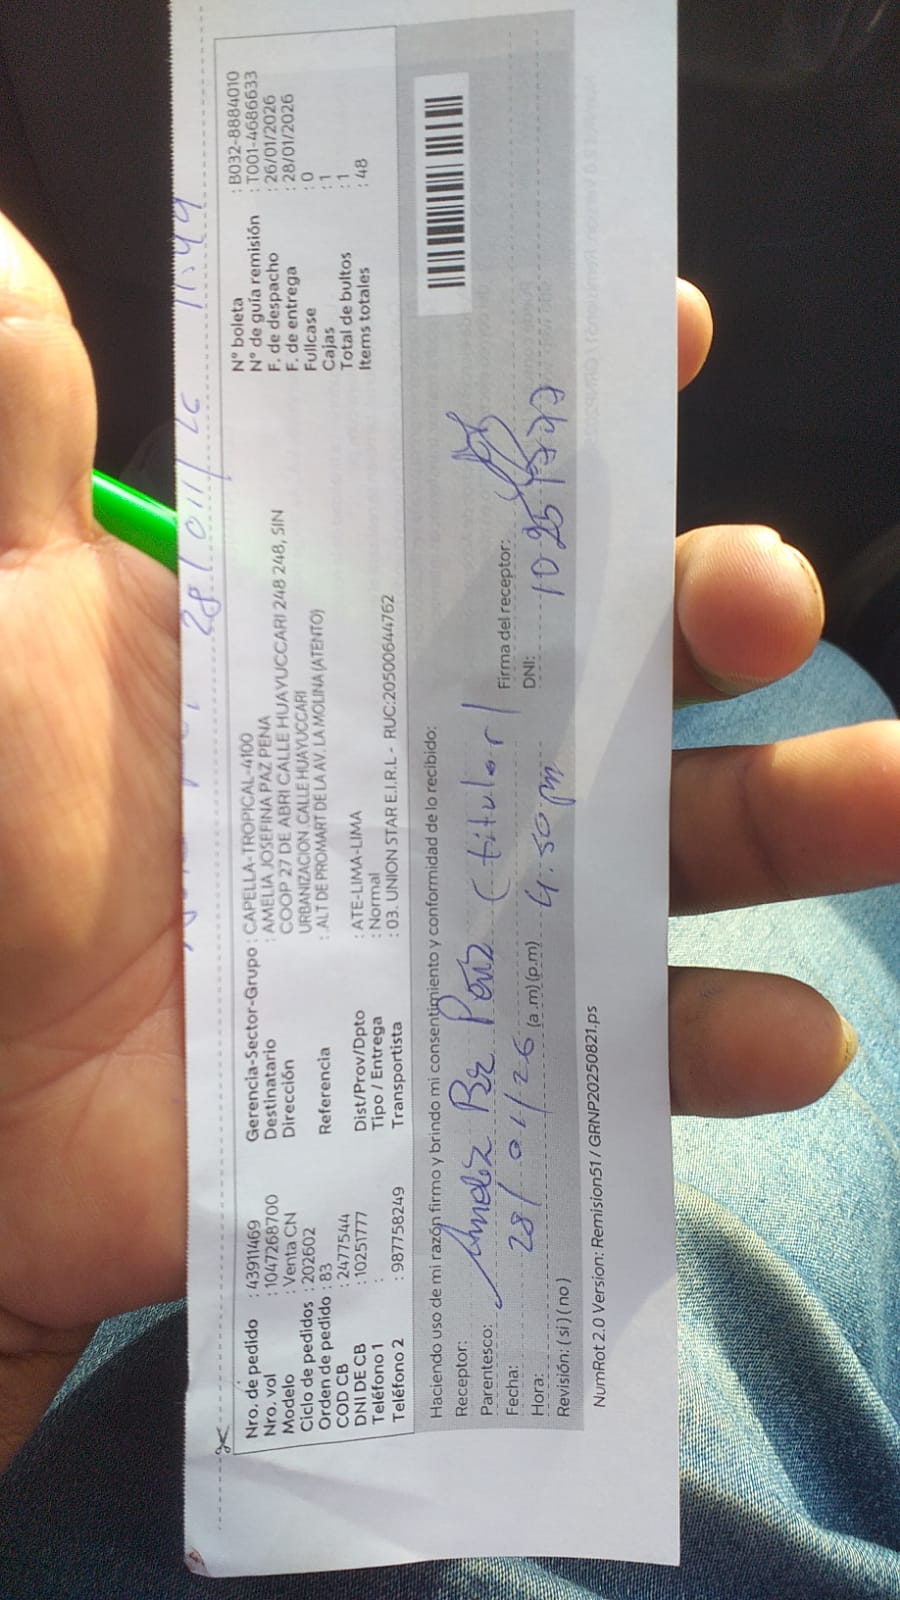 28/01/26 11:49
Nro. de pedido : 43911469
Nro. vol : 1047268700
Modelo : Venta CN
Ciclo de pedidos : 202602
Orden de pedido : 83
COD CB : 2477544
DNI DE CB : 10251777
Teléfono 1 :
Teléfono 2 : 987758249
Gerencia-Sector-Grupo : CAPELLA-TROPICAL-4100
Destinatario : AMELIA JOSEFINA PAZ PENA
Dirección COOP 27 DE ABRI CALLE HUAYUCCARI 248 248, SIN
URBANIZACION, CALLE HUAYUCCARI
Referencia : . ALT DE PROMART DE LA AV. LA MOLINA (ATENTO)
Dist/Prov/Dpto : ATE-LIMA-LIMA
Tipo / Entrega : Normal
Transportista : 03. UNION STAR E.I.R.L - RUC:20500644762
N° boleta : B032-8884010
N° de guía remisión : T001-4686633
F. de despacho : 26/01/2026
F. de entrega : 28/01/2026
Fullcase : 0
Cajas : 1
Total de bultos : 1
Items totales : 48
Haciendo uso de mi razón firmo y brindo mi consentimiento y conformidad de lo recibido:
Receptor:
Parentesco: (titular) Firma del receptor:
Fecha: 28/01/26
Hora: (a.m)(p.m) 4.50 pm DNI: 10251777
Revisión: ( si ) ( no )
NumRot 2.0 Version: Remision51 / GRNP20250821.ps